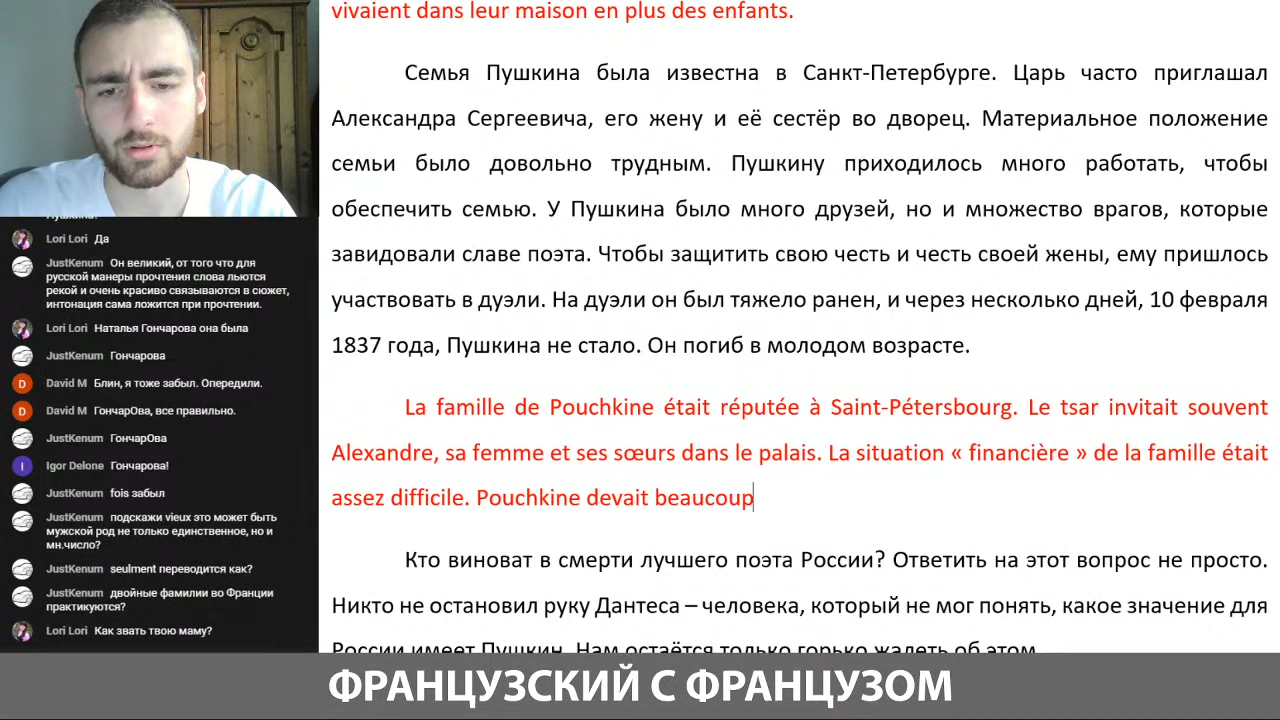 vivaient dans leur maison en plus des enfants.
Семья Пушкина была известна в Санкт-Петербурге. Царь часто приглашал
Александра Сергеевича, его жену и её сестёр во дворец. Материальное положение
семьи было довольно трудным. Пушкину приходилось много работать, чтобы
обеспечить семью. У Пушкина было много друзей, но и множество врагов, которые
завидовали славе поэта. Чтобы защитить свою честь и честь своей жены, ему пришлось
участвовать в дуэли. На дуэли он был тяжело ранен, и через несколько дней, 10 февраля
1837 года, Пушкина не стало. Он погиб в молодом возрасте.
La famille de Pouchkine était réputée à Saint-Pétersbourg. Le tsar invitait souvent
Alexandre, sa femme et ses sœurs dans le palais. La situation « financière » de la famille était
assez difficile. Pouchkine devait beaucoup
Кто виноват в смерти лучшего поэта России? Ответить на этот вопрос не просто.
Никто не остановил руку Дантеса – человека, который не мог понять, какое значение для
России имеет Пушкин. Нам остаётся только горько жалеть об этом.
Lori Lori Да
JustKenum Он великий, от того что для
русской манеры прочтения слова льются
рекой и очень красиво связываются в сюжет,
интонация сама ложится при прочтении.
Lori Lori Наталья Гончарова она была
JustKenum Гончарова
D David M Блин, я тоже забыл. Опередили.
D David M ГончарОва, все правильно.
JustKenum ГончарОва
I Igor Delone Гончарова!
JustKenum fois забыл
JustKenum подскажи vieux это может быть
мужской род не только единственное, но и
мн.число?
JustKenum seulment переводится как?
JustKenum двойные фамилии во Франции
практикуются?
Lori Lori Как звать твою маму?
ФРАНЦУЗСКИЙ С ФРАНЦУЗОМ